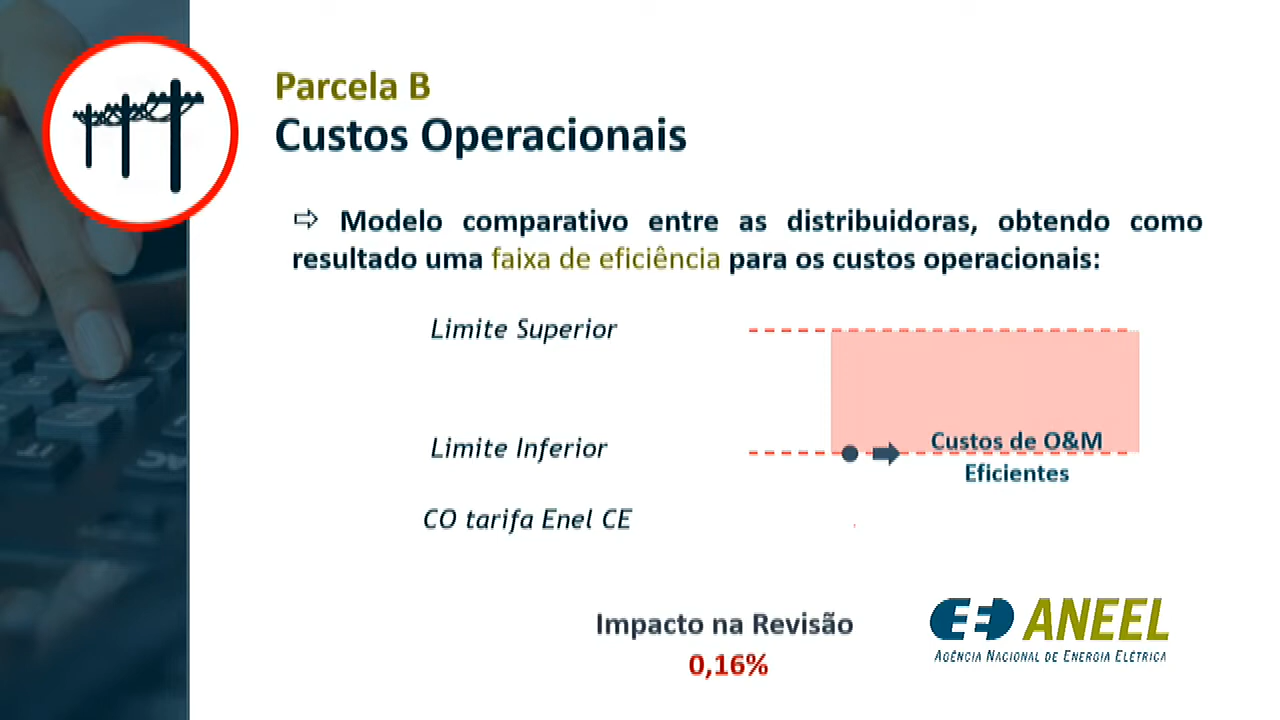 Parcela B
Custos Operacionais
⇨ Modelo comparativo entre as distribuidoras, obtendo como
resultado uma faixa de eficiência para os custos operacionais:
Limite Superior
Limite Inferior
Custos de O&M
Eficientes
CO tarifa Enel CE
Impacto na Revisão
0,16%
ANEEL
AGÊNCIA NACIONAL DE ENERGIA ELÉTRICA